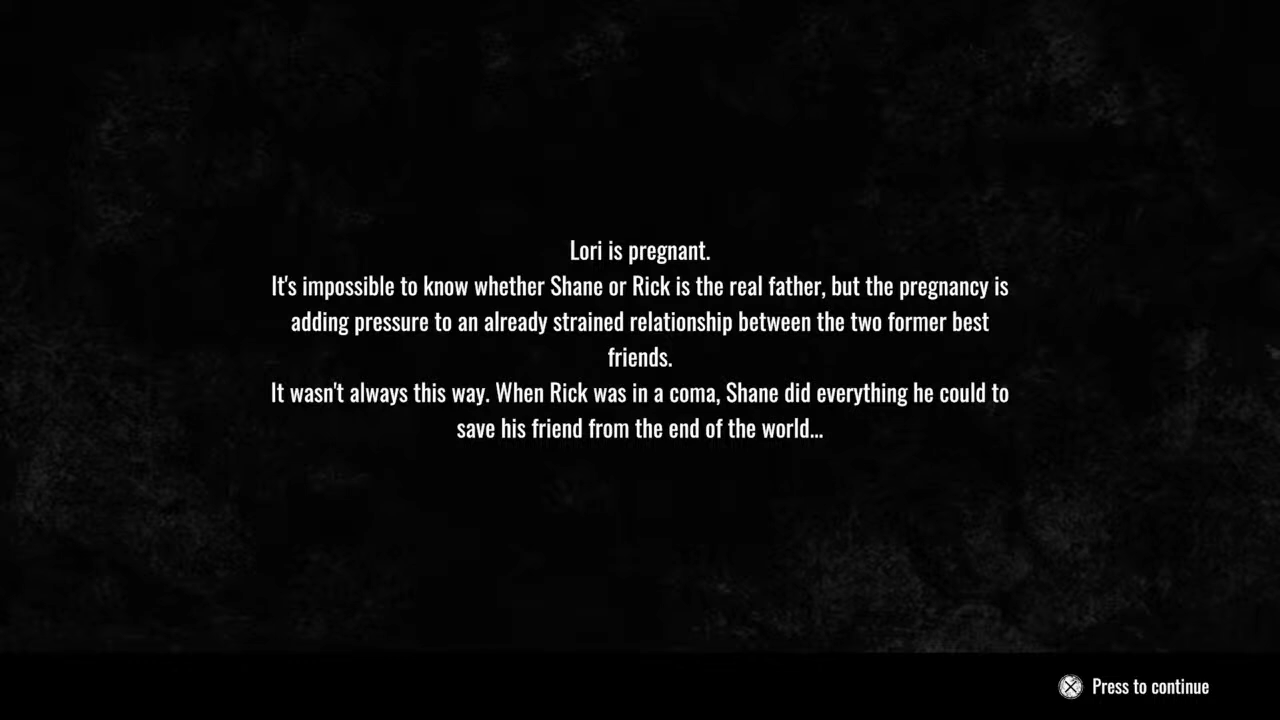 Lori is pregnant.
It's impossible to know whether Shane or Rick is the real father, but the pregnancy is
adding pressure to an already strained relationship between the two former best
friends.
It wasn't always this way. When Rick was in a coma, Shane did everything he could to
save his friend from the end of the world...
Press to continue